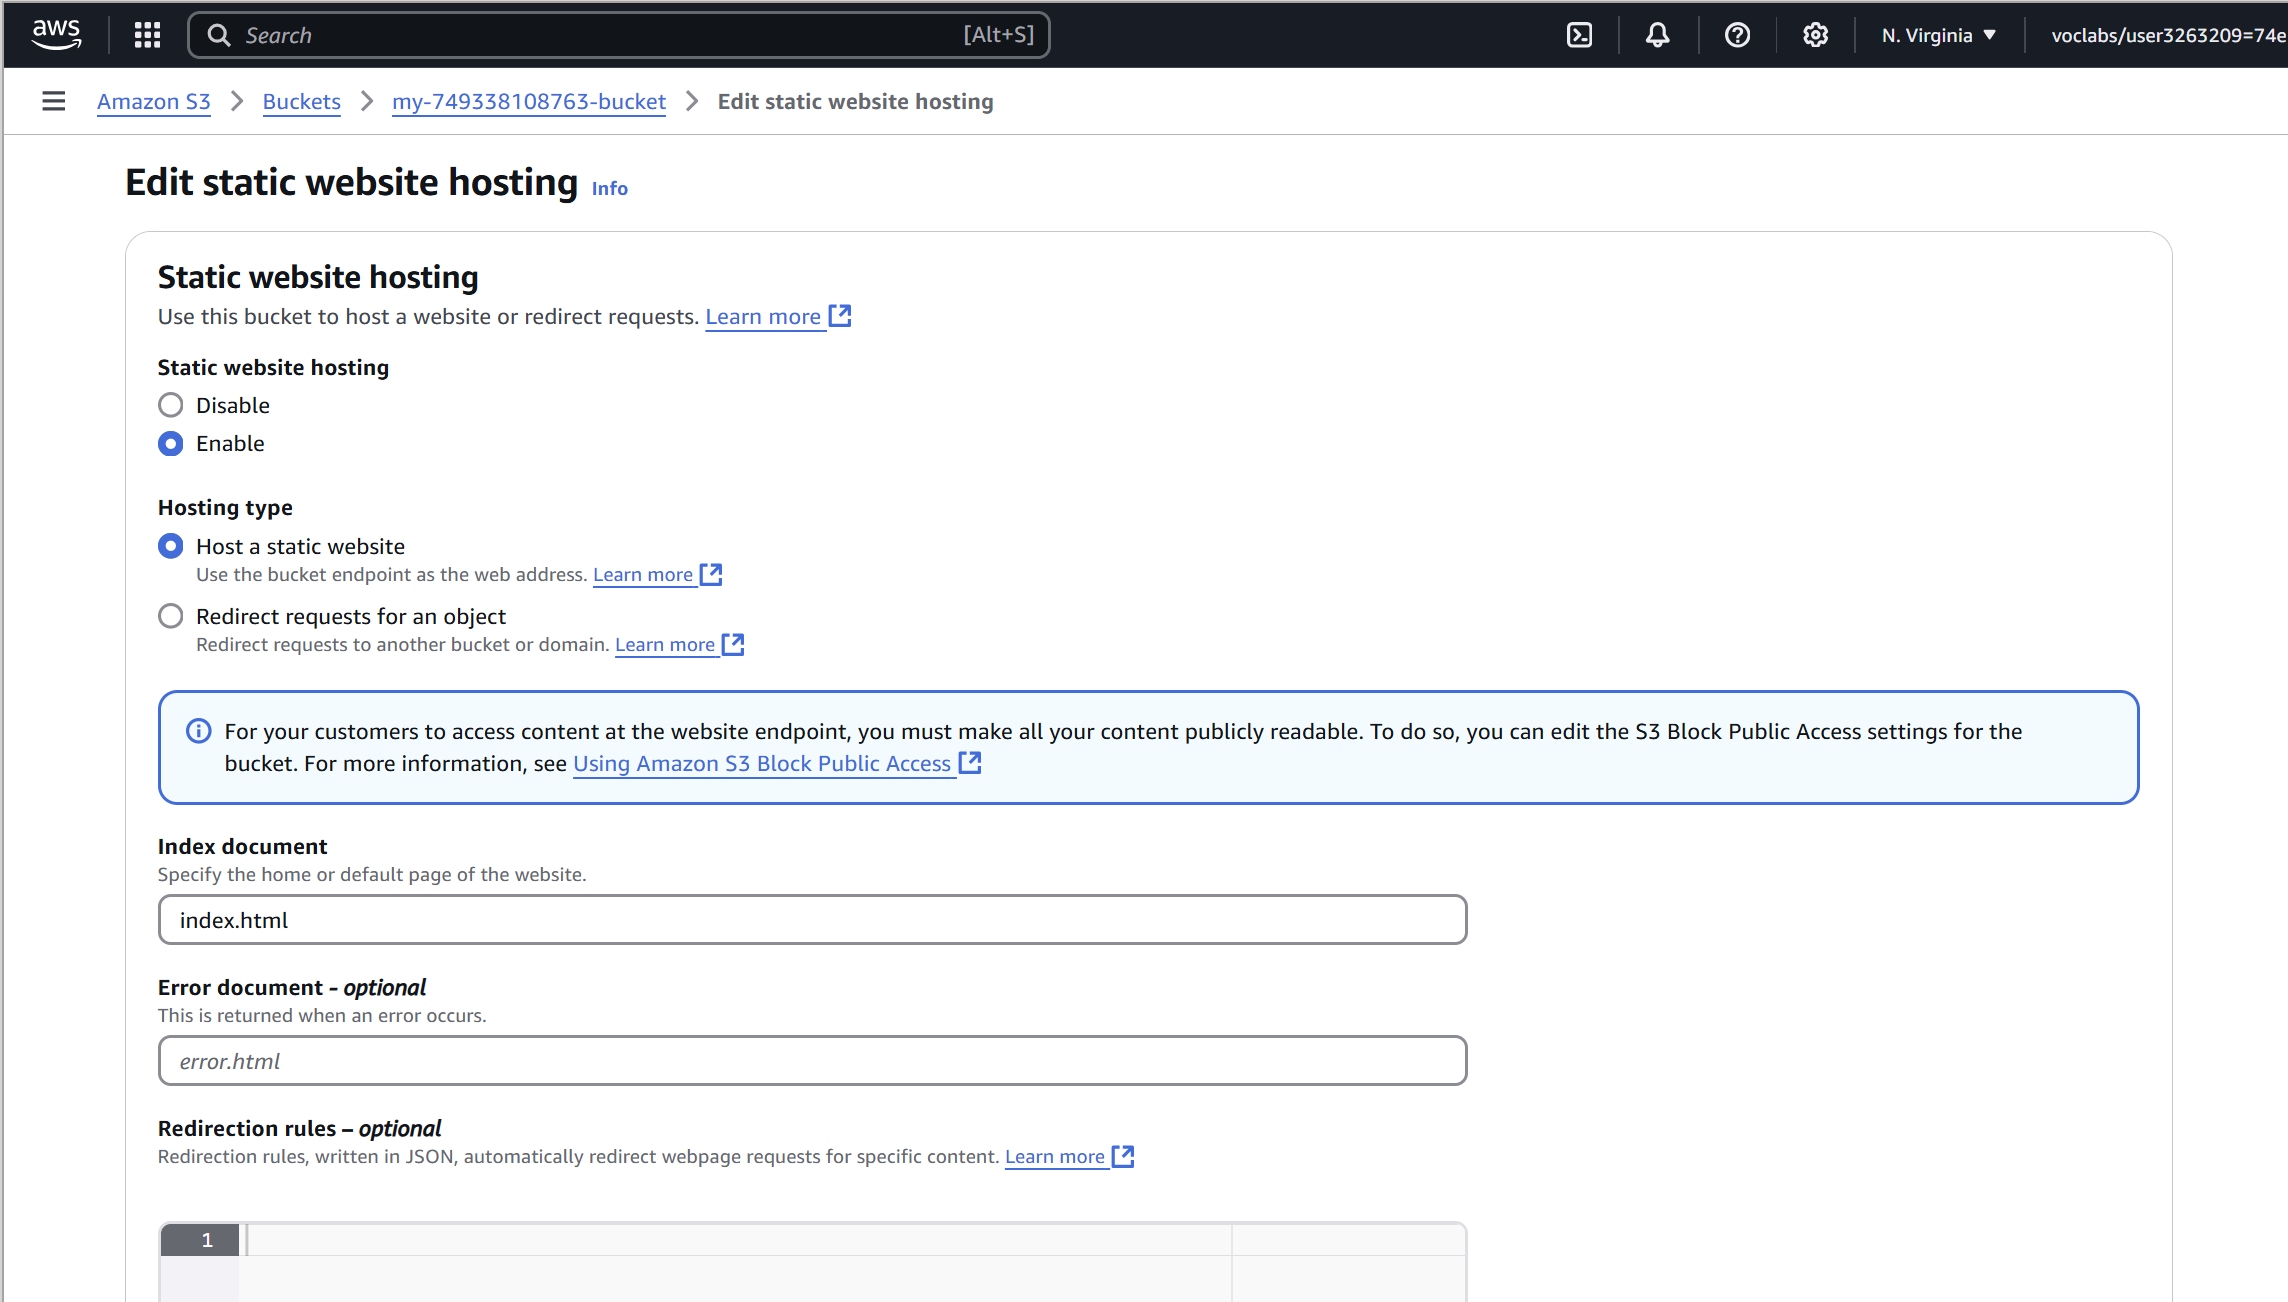 aws
Search [Alt+S]
N. Virginia ▼
voclabs/user3263209=74e
Amazon S3 > Buckets > my-749338108763-bucket > Edit static website hosting
Edit static website hosting Info
Static website hosting
Use this bucket to host a website or redirect requests. Learn more
Static website hosting
Disable
Enable
Hosting type
Host a static website
Use the bucket endpoint as the web address. Learn more
Redirect requests for an object
Redirect requests to another bucket or domain. Learn more
For your customers to access content at the website endpoint, you must make all your content publicly readable. To do so, you can edit the S3 Block Public Access settings for the
bucket. For more information, see Using Amazon S3 Block Public Access
Index document
Specify the home or default page of the website.
index.html
Error document - optional
This is returned when an error occurs.
error.html
Redirection rules – optional
Redirection rules, written in JSON, automatically redirect webpage requests for specific content. Learn more
1